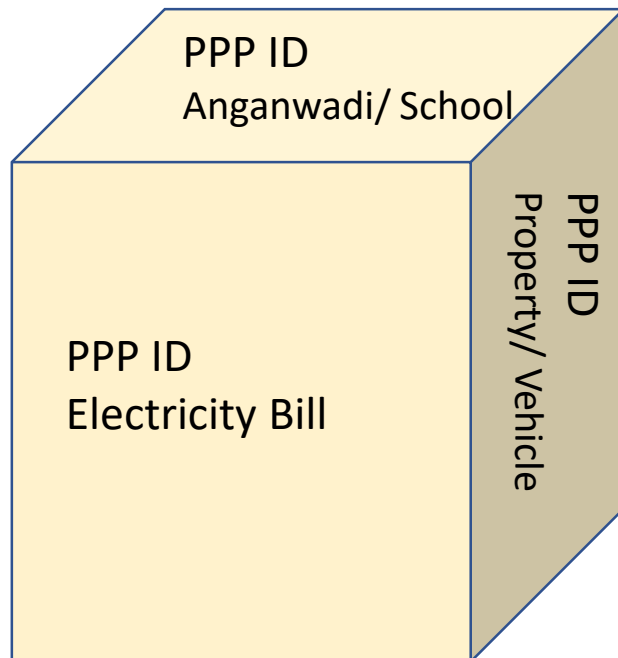 PPP ID
Anganwadi/ School
PPP ID
Electricity Bill
PPP ID
Property/ Vehicle